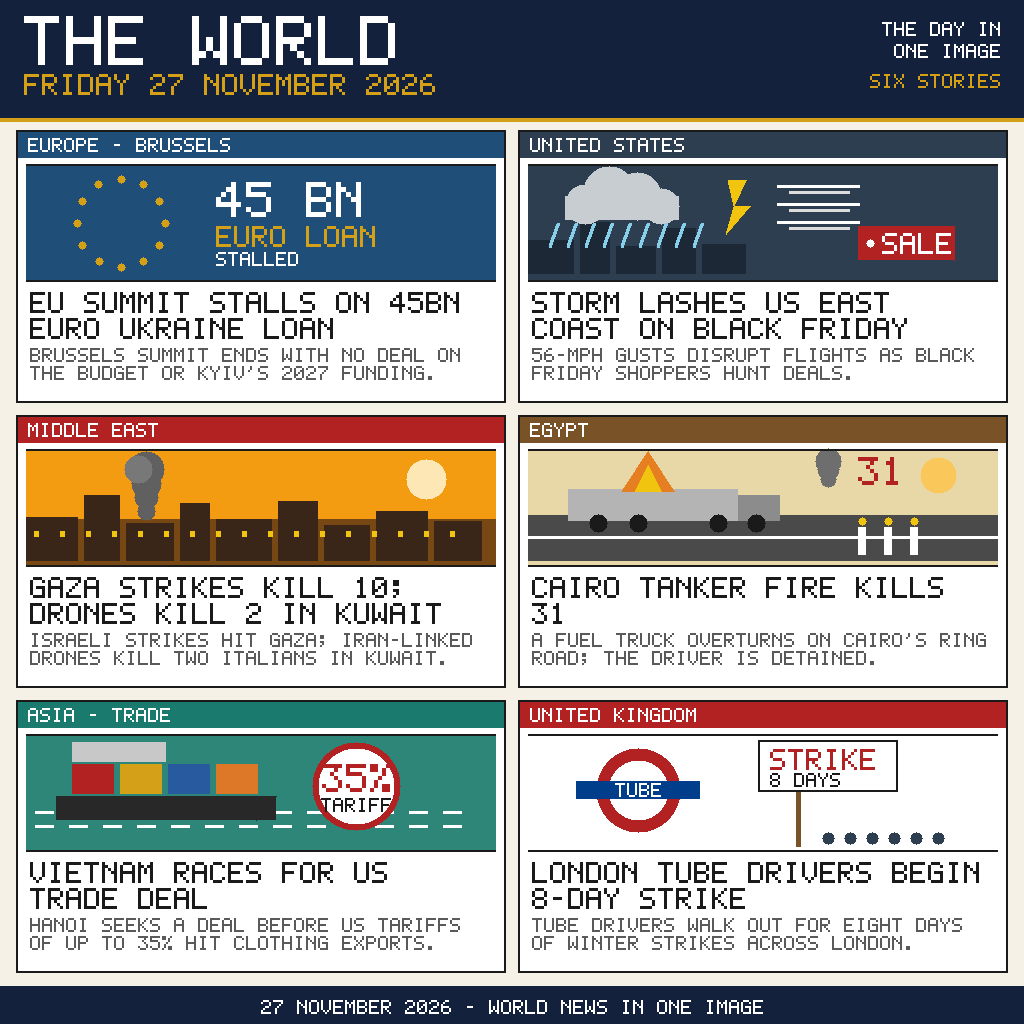 THE WORLD
FRIDAY 27 NOVEMBER 2026
THE DAY IN
ONE IMAGE
SIX STORIES
EUROPE - BRUSSELS
45 BN
EURO LOAN
STALLED
EU SUMMIT STALLS ON 45BN
EURO UKRAINE LOAN
BRUSSELS SUMMIT ENDS WITH NO DEAL ON
THE BUDGET OR KYIV'S 2027 FUNDING.
UNITED STATES
SALE
STORM LASHES US EAST
COAST ON BLACK FRIDAY
56-MPH GUSTS DISRUPT FLIGHTS AS BLACK
FRIDAY SHOPPERS HUNT DEALS.
MIDDLE EAST
GAZA STRIKES KILL 10;
DRONES KILL 2 IN KUWAIT
ISRAELI STRIKES HIT GAZA; IRAN-LINKED
DRONES KILL TWO ITALIANS IN KUWAIT.
EGYPT
31
CAIRO TANKER FIRE KILLS
31
A FUEL TRUCK OVERTURNS ON CAIRO'S RING
ROAD; THE DRIVER IS DETAINED.
ASIA - TRADE
35%
TARIFF
VIETNAM RACES FOR US
TRADE DEAL
HANOI SEEKS A DEAL BEFORE US TARIFFS
OF UP TO 35% HIT CLOTHING EXPORTS.
UNITED KINGDOM
TUBE
STRIKE
8 DAYS
LONDON TUBE DRIVERS BEGIN
8-DAY STRIKE
TUBE DRIVERS WALK OUT FOR EIGHT DAYS
OF WINTER STRIKES ACROSS LONDON.
27 NOVEMBER 2026 - WORLD NEWS IN ONE IMAGE